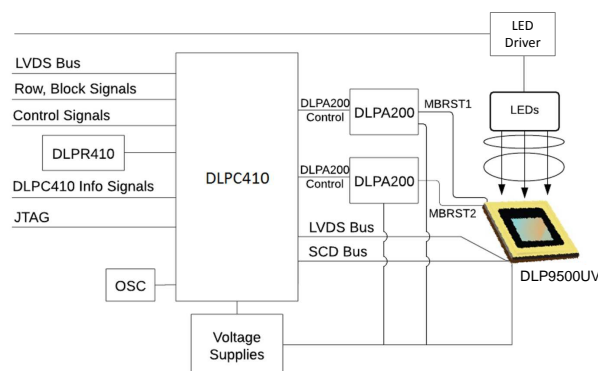 LED
Driver
LVDS Bus
Row, Block Signals
Control Signals
DLPR410
DLPC410 Info Signals
JTAG
OSC
DLPC410
Voltage
Supplies
DLPA200
Control
DLPA200
MBRST1
DLPA200
Control
DLPA200
MBRST2
LVDS Bus
SCD Bus
LEDs
DLP9500UV